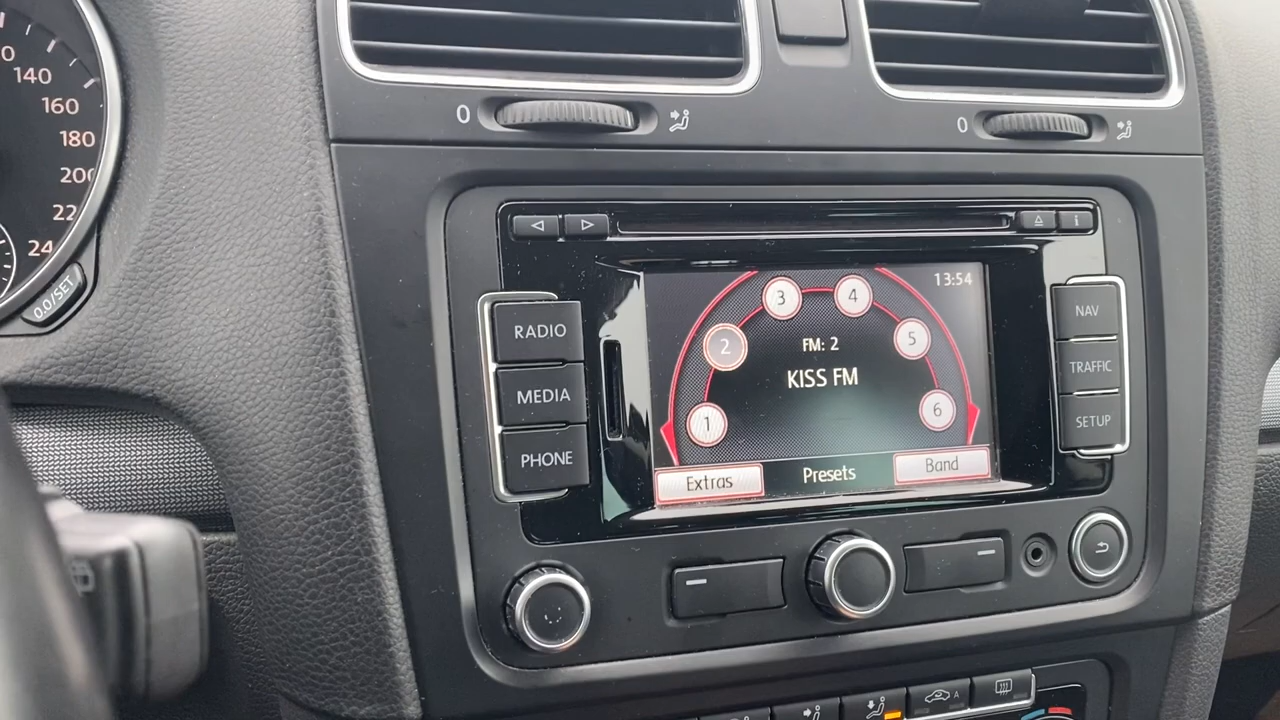 140
160
180
200
22
24
0.0/SET
0
0
i
RADIO
MEDIA
PHONE
NAV
TRAFFIC
SETUP
13:54
3
4
2
5
1
6
FM: 2
KISS FM
Extras
Presets
Band
A